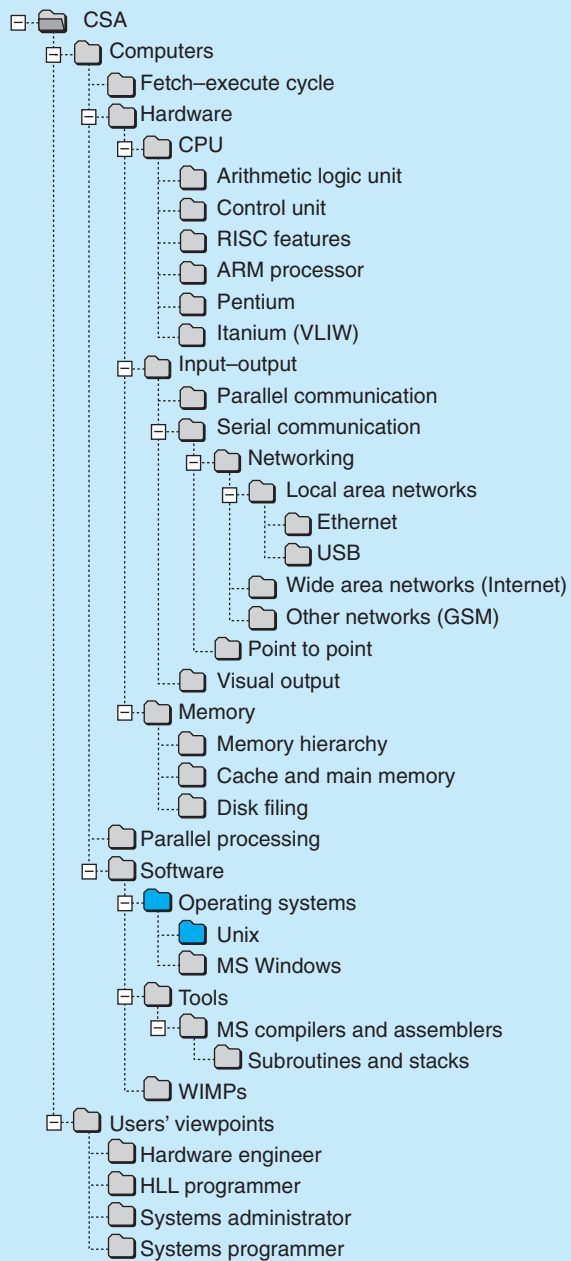 CSA
Computers
Fetch–execute cycle
Hardware
CPU
Arithmetic logic unit
Control unit
RISC features
ARM processor
Pentium
Itanium (VLIW)
Input–output
Parallel communication
Serial communication
Networking
Local area networks
Ethernet
USB
Wide area networks (Internet)
Other networks (GSM)
Point to point
Visual output
Memory
Memory hierarchy
Cache and main memory
Disk filing
Parallel processing
Software
Operating systems
Unix
MS Windows
Tools
MS compilers and assemblers
Subroutines and stacks
WIMPs
Users’ viewpoints
Hardware engineer
HLL programmer
Systems administrator
Systems programmer